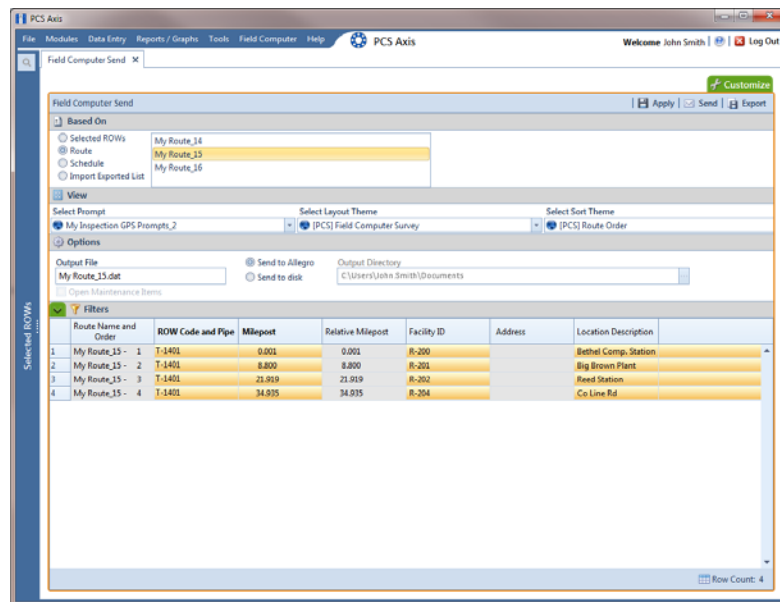 PCS Axis
File Modules Data Entry Reports / Graphs Tools Field Computer Help PCS Axis Welcome John Smith | | Log Out
Field Computer Send
Customize
Field Computer Send | Apply | Send | Export
Based On
Selected ROWs
Route
Schedule
Import Exported List
My Route_14
My Route_15
My Route_16
View
Select Prompt Select Layout Theme Select Sort Theme
My Inspection GPS Prompts_2 [PCS] Field Computer Survey [PCS] Route Order
Options
Output File Send to Allegro Output Directory
My Route_15.dat Send to disk C:\Users\John.Smith\Documents
Open Maintenance Items
Filters
Selected ROWs
Route Name and Order ROW Code and Pipe Milepost Relative Milepost Facility ID Address Location Description
1 My Route_15 - 1 T-1401 0.001 0.001 R-200 Bethel Comp. Station
2 My Route_15 - 2 T-1401 8.800 8.800 R-201 Big Brown Plant
3 My Route_15 - 3 T-1401 21.919 21.919 R-202 Reed Station
4 My Route_15 - 4 T-1401 34.935 34.935 R-204 Co Line Rd
Row Count: 4